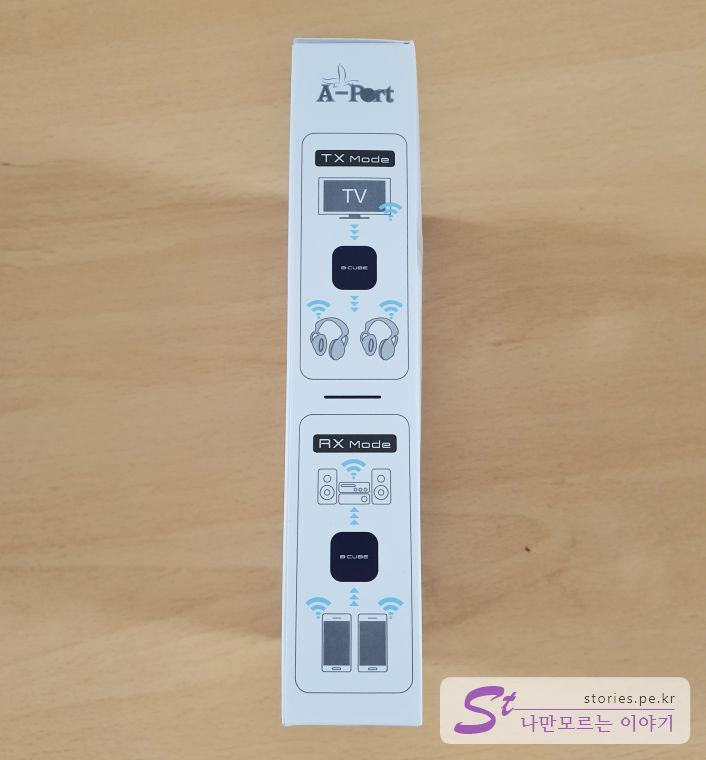 A-Port
TX Mode
TV
B CUBE
RX Mode
B CUBE
St
stories.pe.kr
나만모르는 이야기